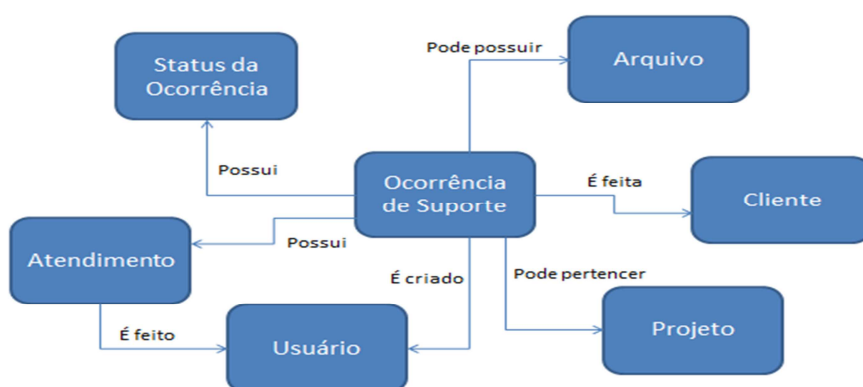 Pode possuir
Arquivo
Status da
Ocorrência
Possui
Ocorrência
de Suporte
É feita
Cliente
Possui
Atendimento
É criado
Pode pertencer
É feito
Usuário
Projeto